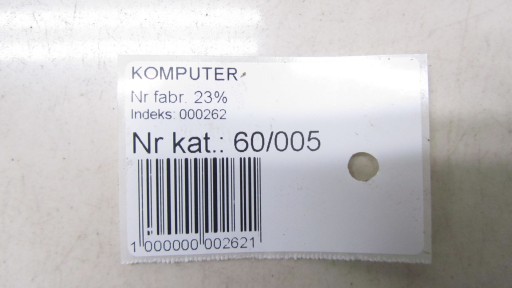 KOMPUTER
Nr fabr. 23%
Indeks: 000262
Nr kat.: 60/005
1 000000 002621